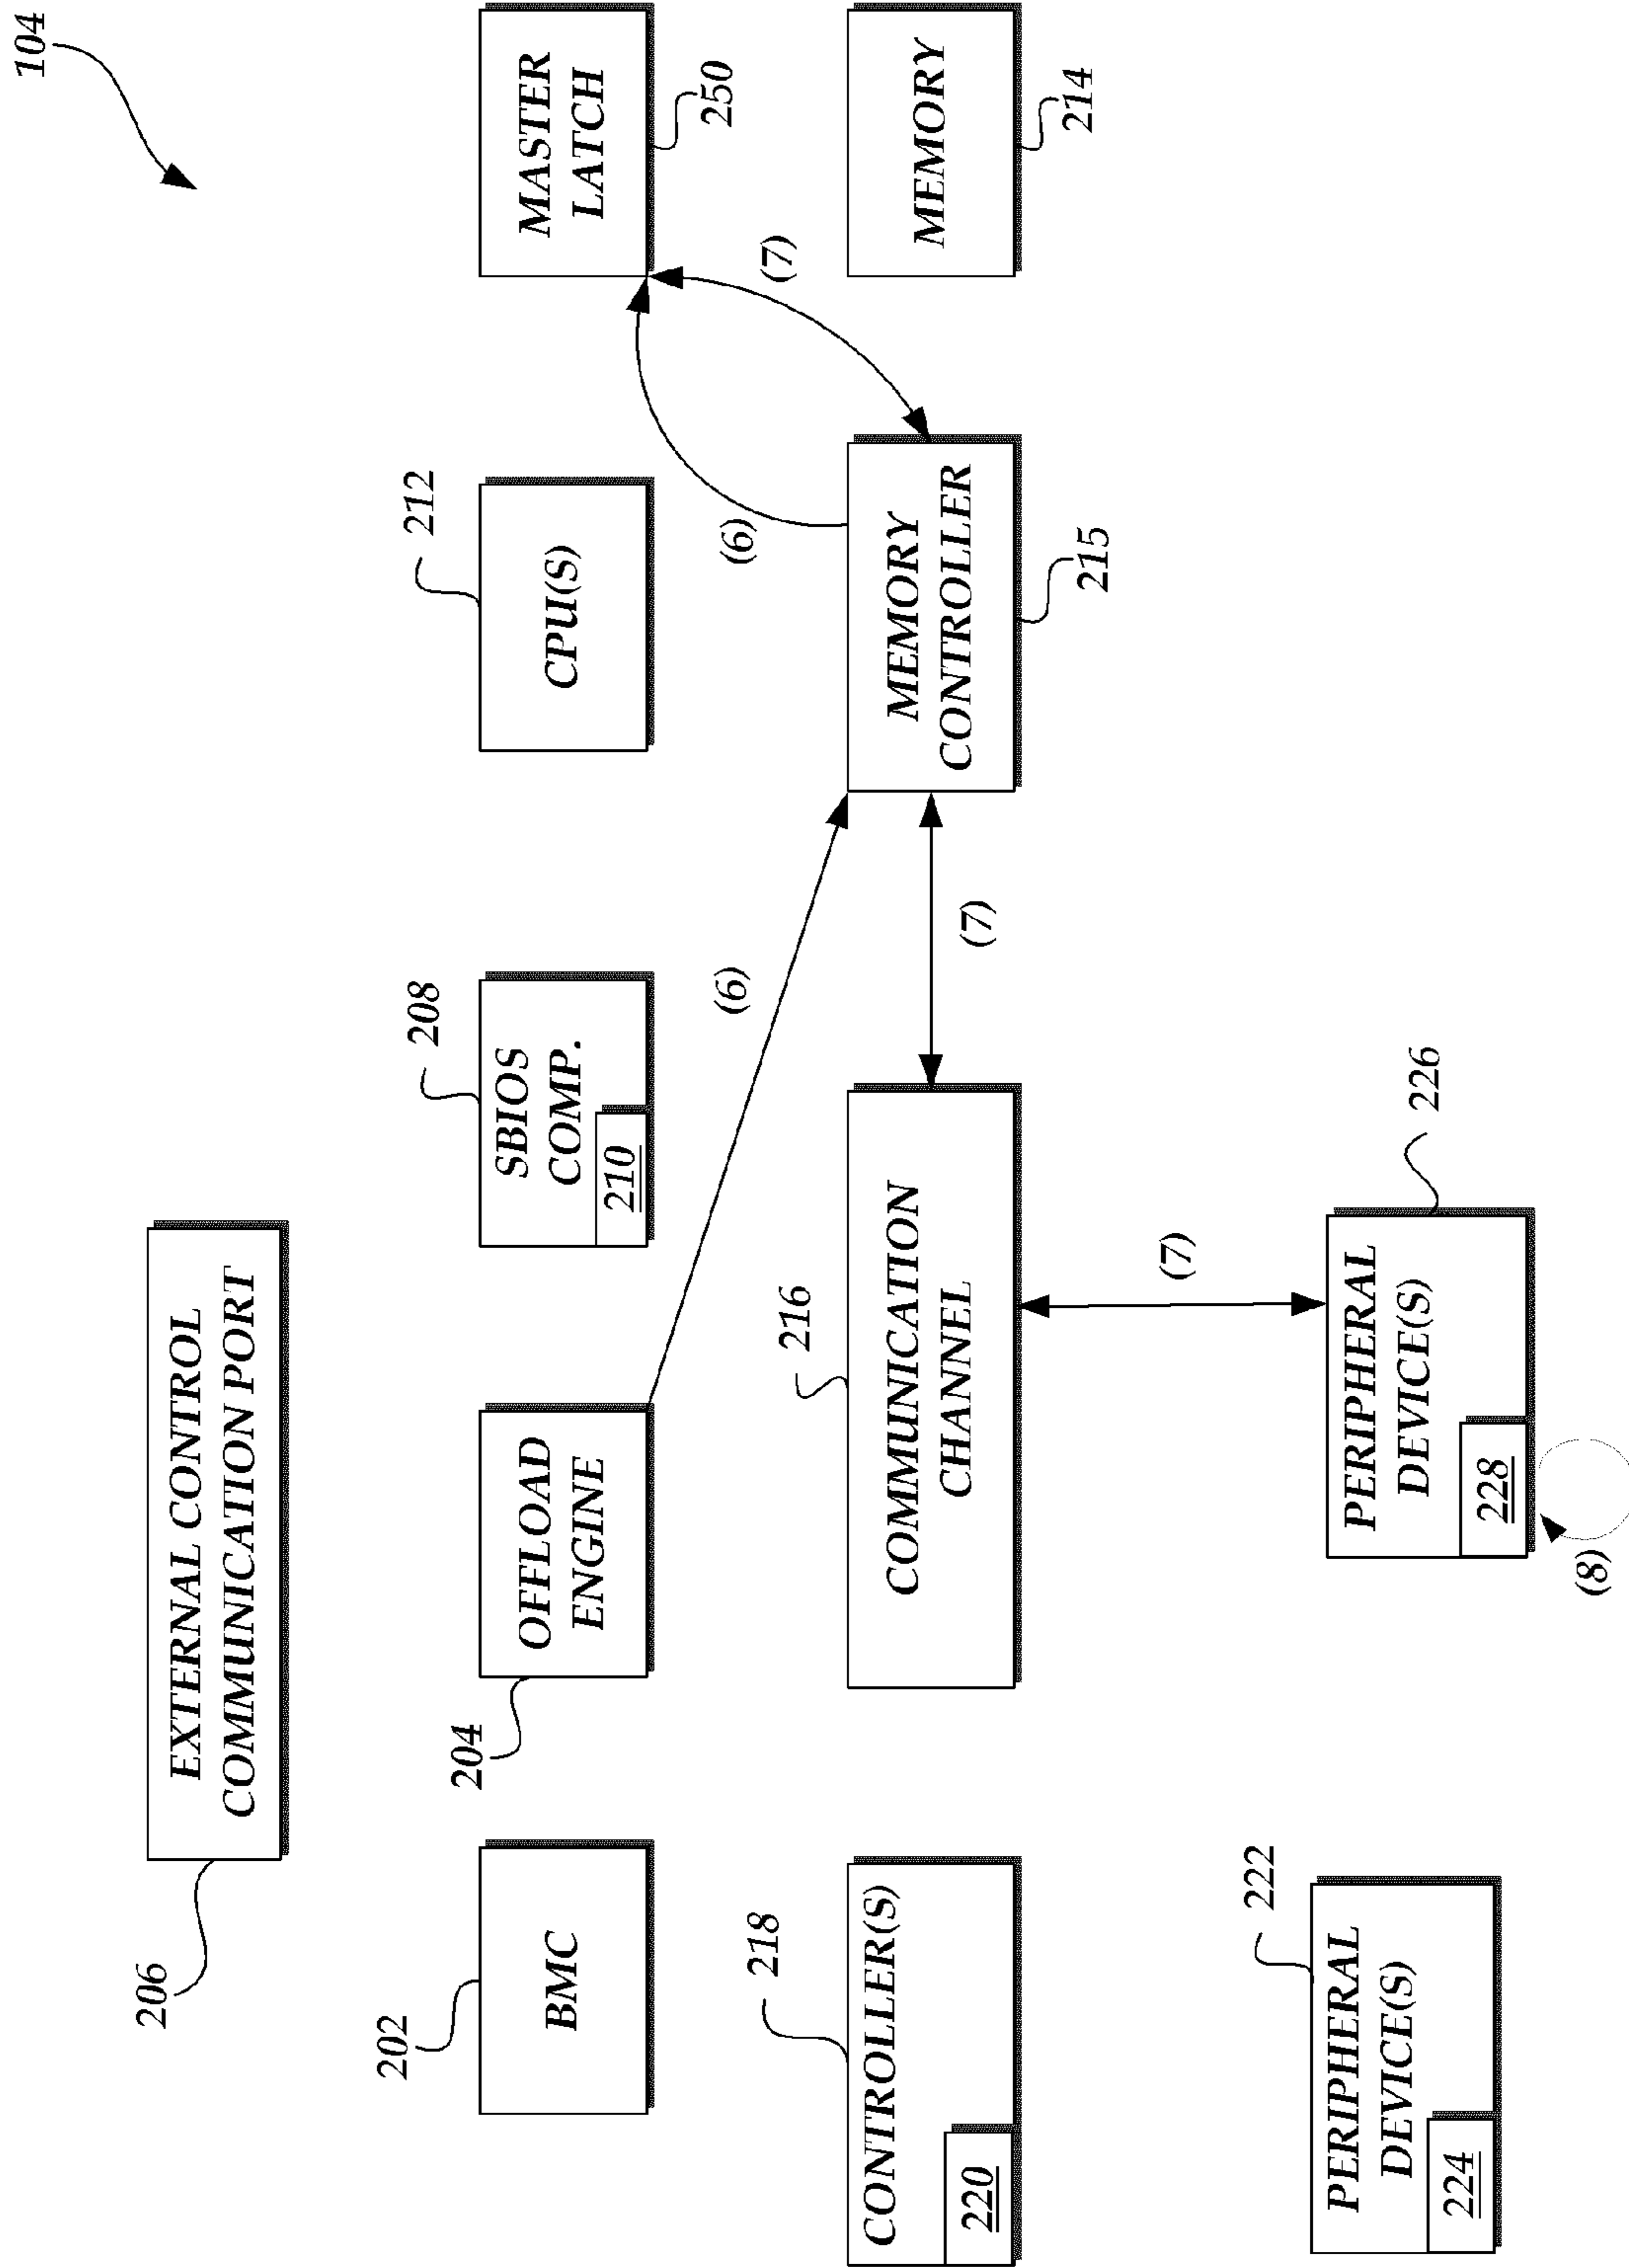 104
EXTERNAL CONTROL
COMMUNICATION PORT
206
BMC
202
OFFLOAD
ENGINE
204
SBIOS
COMP.
210
208
CPU(S)
212
MASTER
LATCH
250
(6)
(6)
(7)
CONTROLLER(S)
220
218
COMMUNICATION
CHANNEL
216
(7)
MEMORY
CONTROLLER
215
MEMORY
214
(7)
PERIPHERAL
DEVICE(S)
224
222
PERIPHERAL
DEVICE(S)
228
226
(8)